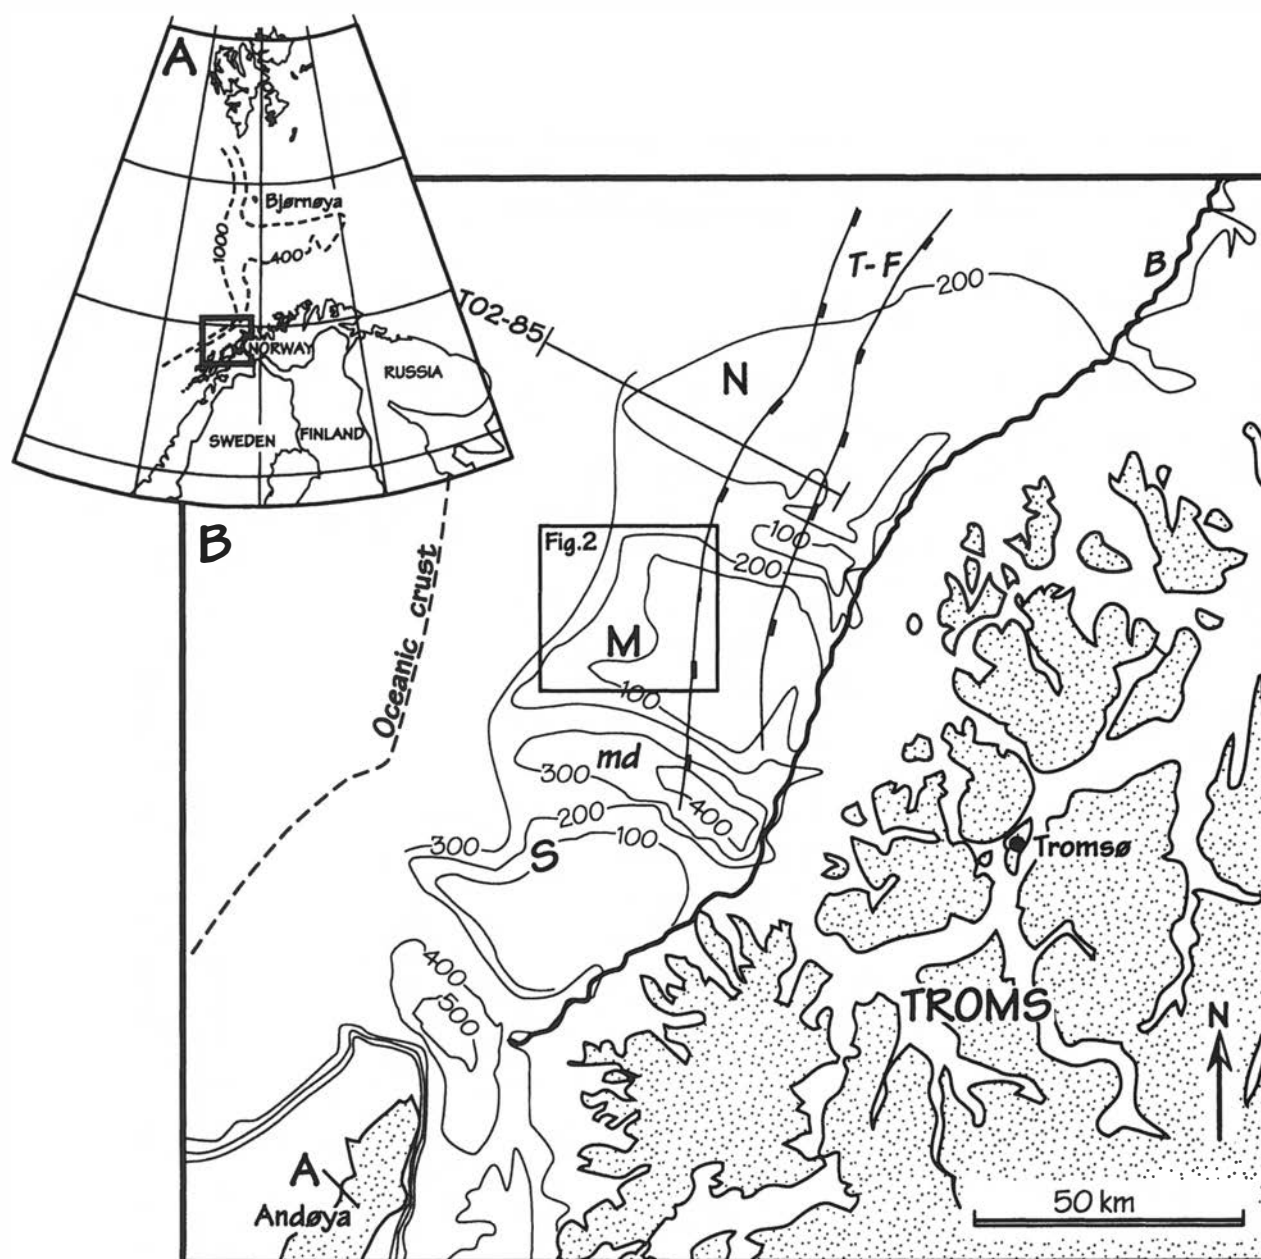 A
Bjørnøya
1000
400
NORWAY
RUSSIA
SWEDEN
FINLAND
B
T02-85
T-F
B
200
N
Fig.2
100
200
Oceanic crust
M
100
md
300
400
200
300
S
100
Tromsø
400
500
TROMS
N
A
Andøya
50 km